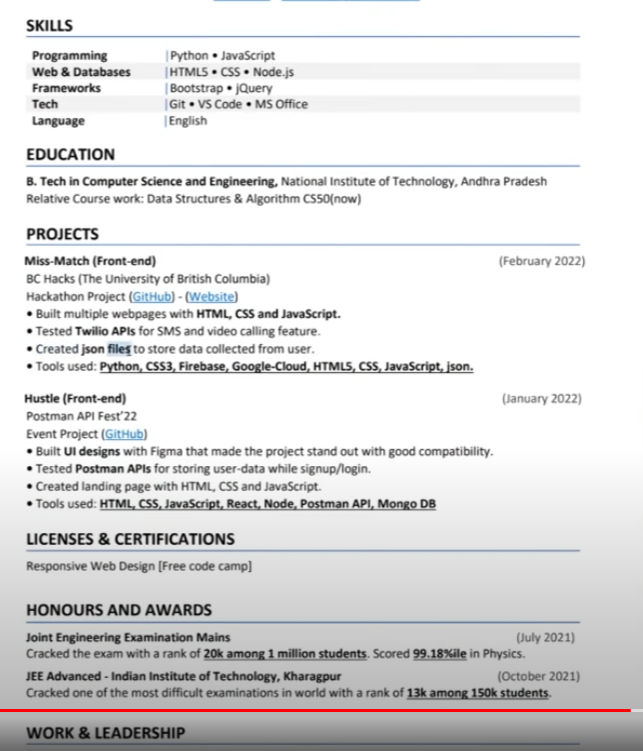 SKILLS
Programming Python • JavaScript
Web & Databases HTML5 • CSS • Node.js
Frameworks Bootstrap • jQuery
Tech Git • VS Code • MS Office
Language English
EDUCATION
B. Tech in Computer Science and Engineering, National Institute of Technology, Andhra Pradesh
Relative Course work: Data Structures & Algorithm CS50(now)
PROJECTS
Miss-Match (Front-end) (February 2022)
BC Hacks (The University of British Columbia)
Hackathon Project (GitHub) - (Website)
• Built multiple webpages with HTML, CSS and JavaScript.
• Tested Twilio APIs for SMS and video calling feature.
• Created json files to store data collected from user.
• Tools used: Python, CSS3, Firebase, Google-Cloud, HTML5, CSS, JavaScript, json.
Hustle (Front-end) (January 2022)
Postman API Fest'22
Event Project (GitHub)
• Built UI designs with Figma that made the project stand out with good compatibility.
• Tested Postman APIs for storing user-data while signup/login.
• Created landing page with HTML, CSS and JavaScript.
• Tools used: HTML, CSS, JavaScript, React, Node, Postman API, Mongo DB
LICENSES & CERTIFICATIONS
Responsive Web Design [Free code camp]
HONOURS AND AWARDS
Joint Engineering Examination Mains (July 2021)
Cracked the exam with a rank of 20k among 1 million students. Scored 99.18%ile in Physics.
JEE Advanced - Indian Institute of Technology, Kharagpur (October 2021)
Cracked one of the most difficult examinations in world with a rank of 13k among 150k students.
WORK & LEADERSHIP